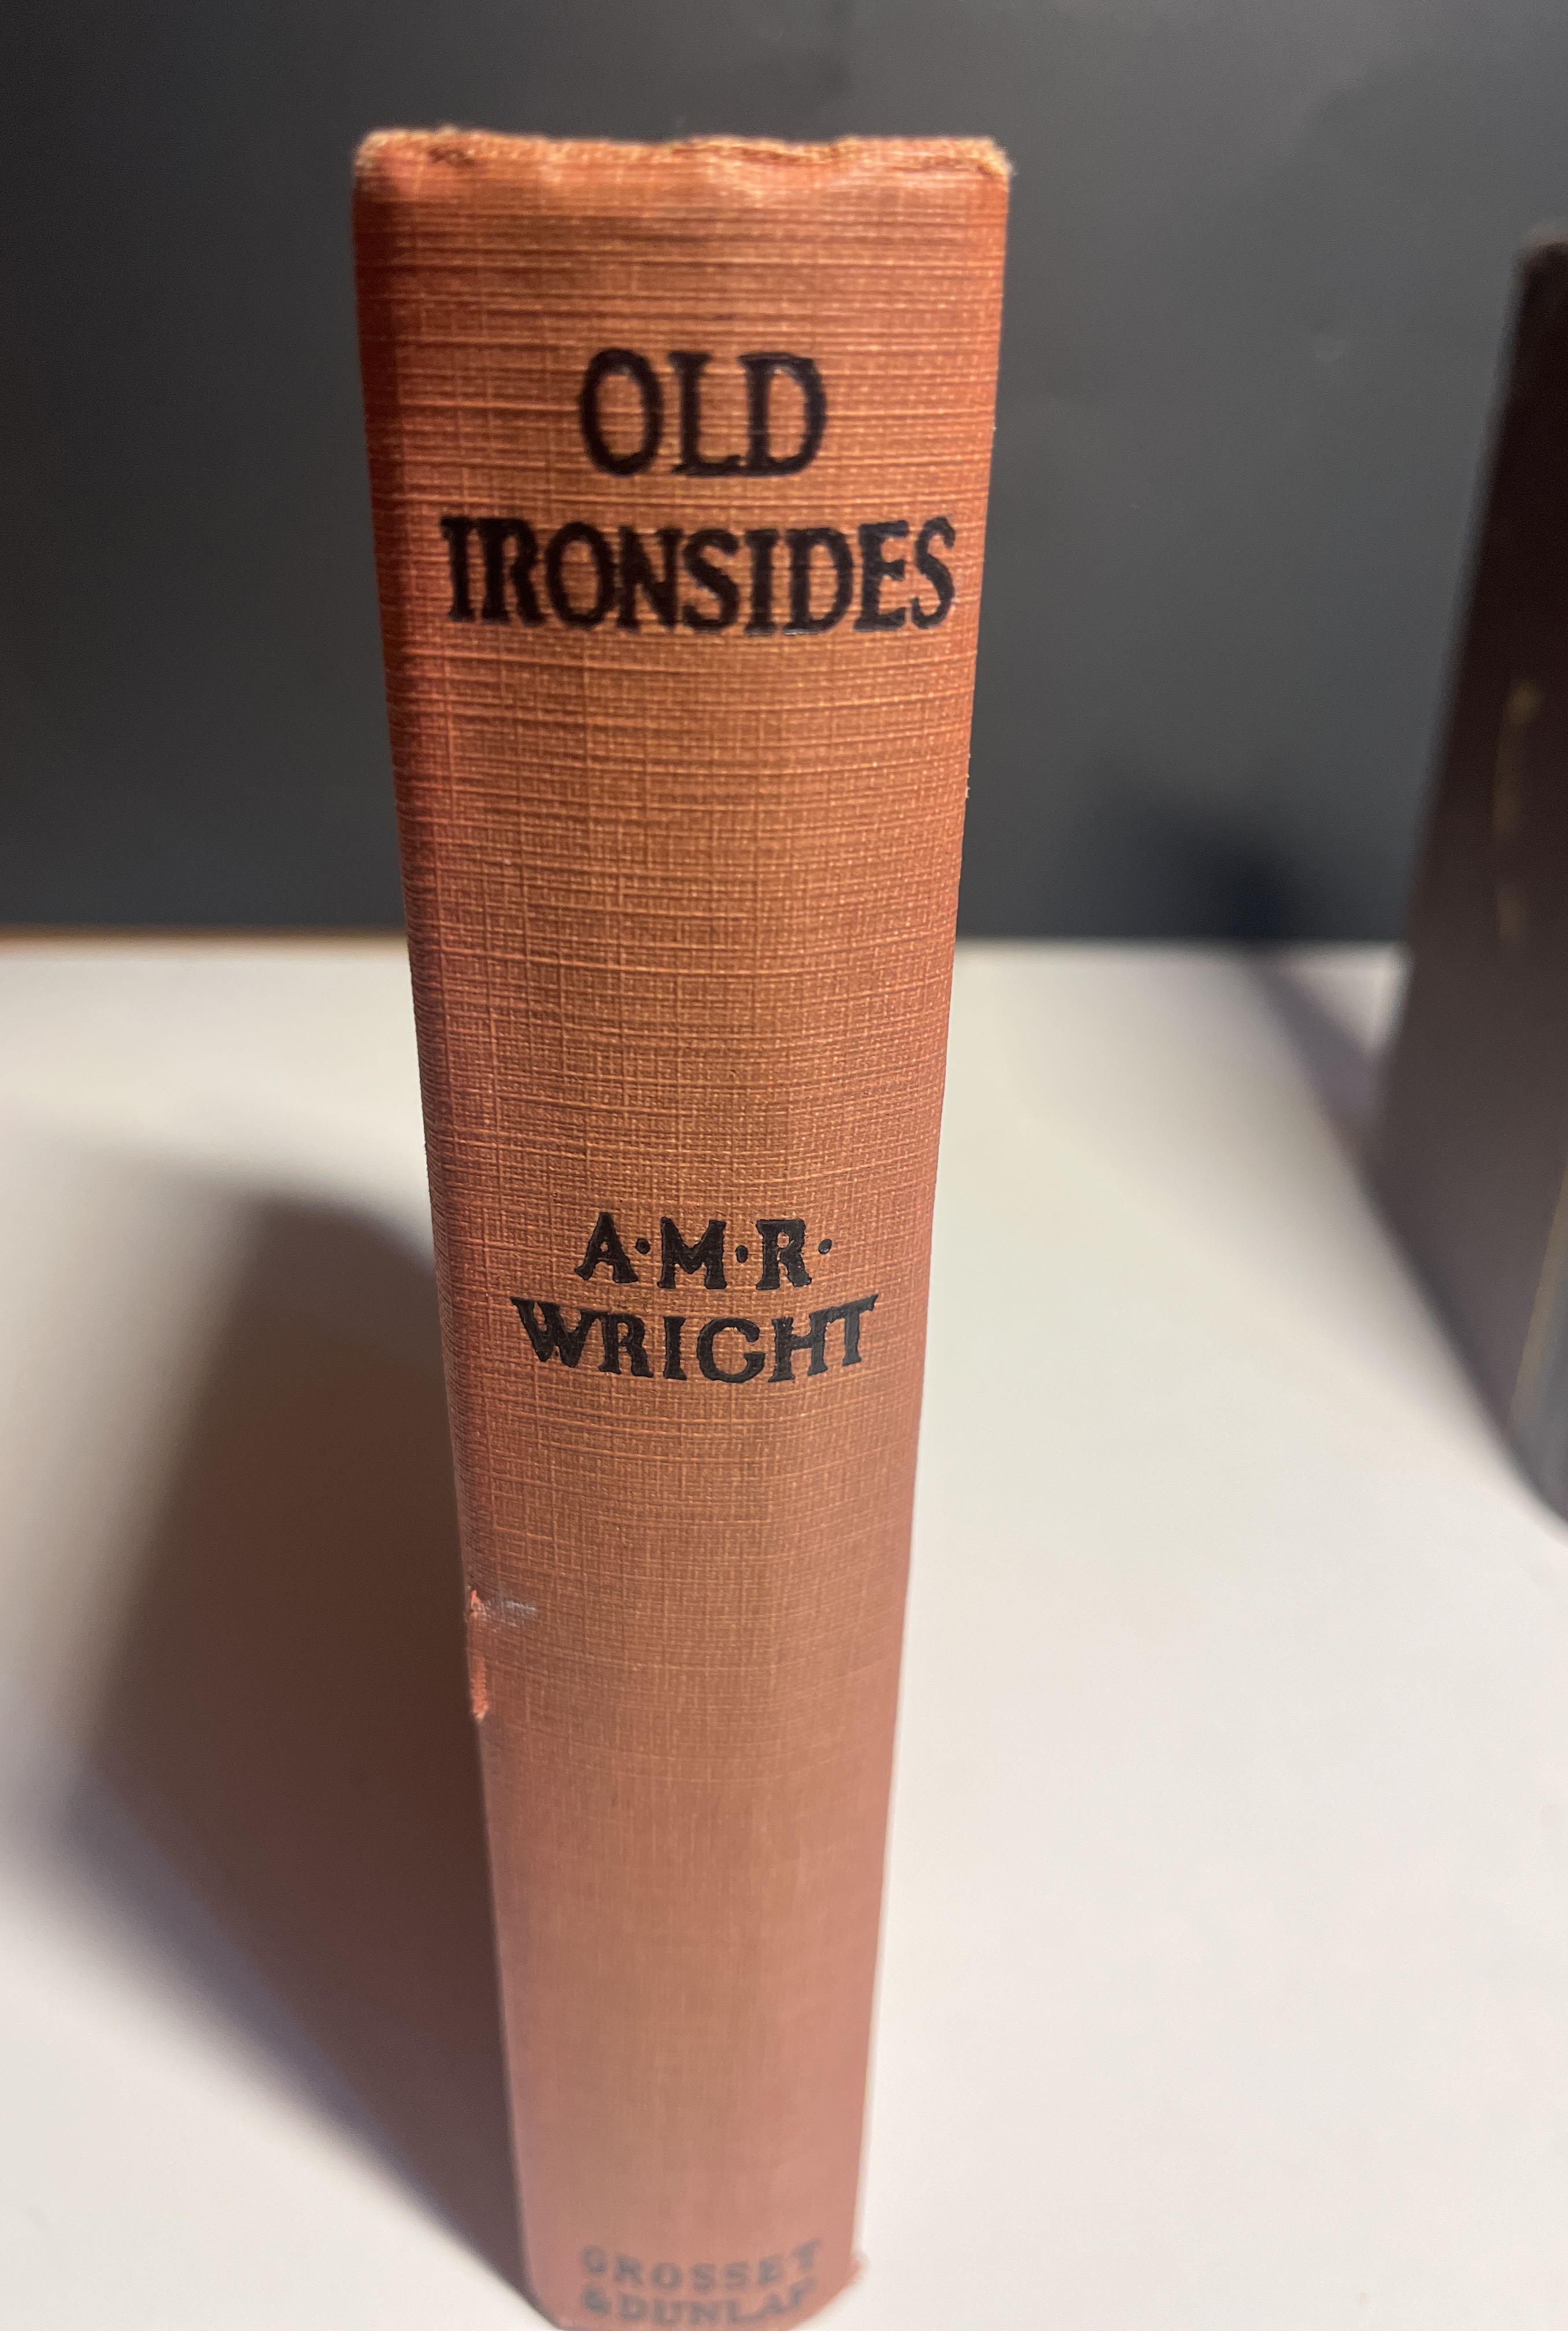 OLD
IRONSIDES
A·M·R·
WRIGHT
GROSSET
& DUNLAP